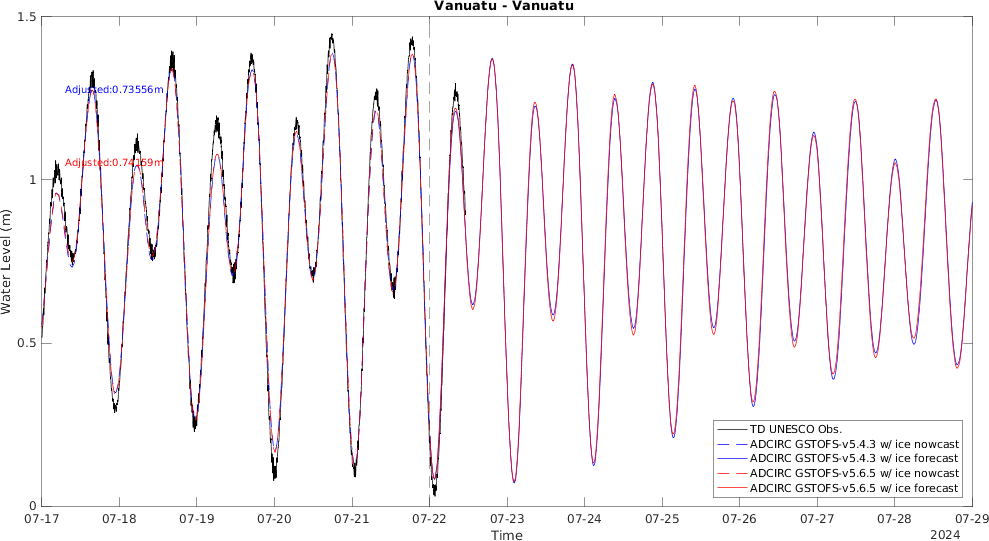 Vanuatu - Vanuatu
1.5
Adjusted:0.73556m
Adjusted:0.74159m
1
Water Level (m)
0.5
TD UNESCO Obs.
ADCIRC GSTOFS-v5.4.3 w/ ice nowcast
ADCIRC GSTOFS-v5.4.3 w/ ice forecast
ADCIRC GSTOFS-v5.6.5 w/ ice nowcast
ADCIRC GSTOFS-v5.6.5 w/ ice forecast
0
07-17 07-18 07-19 07-20 07-21 07-22 07-23 07-24 07-25 07-26 07-27 07-28 07-29
Time
2024